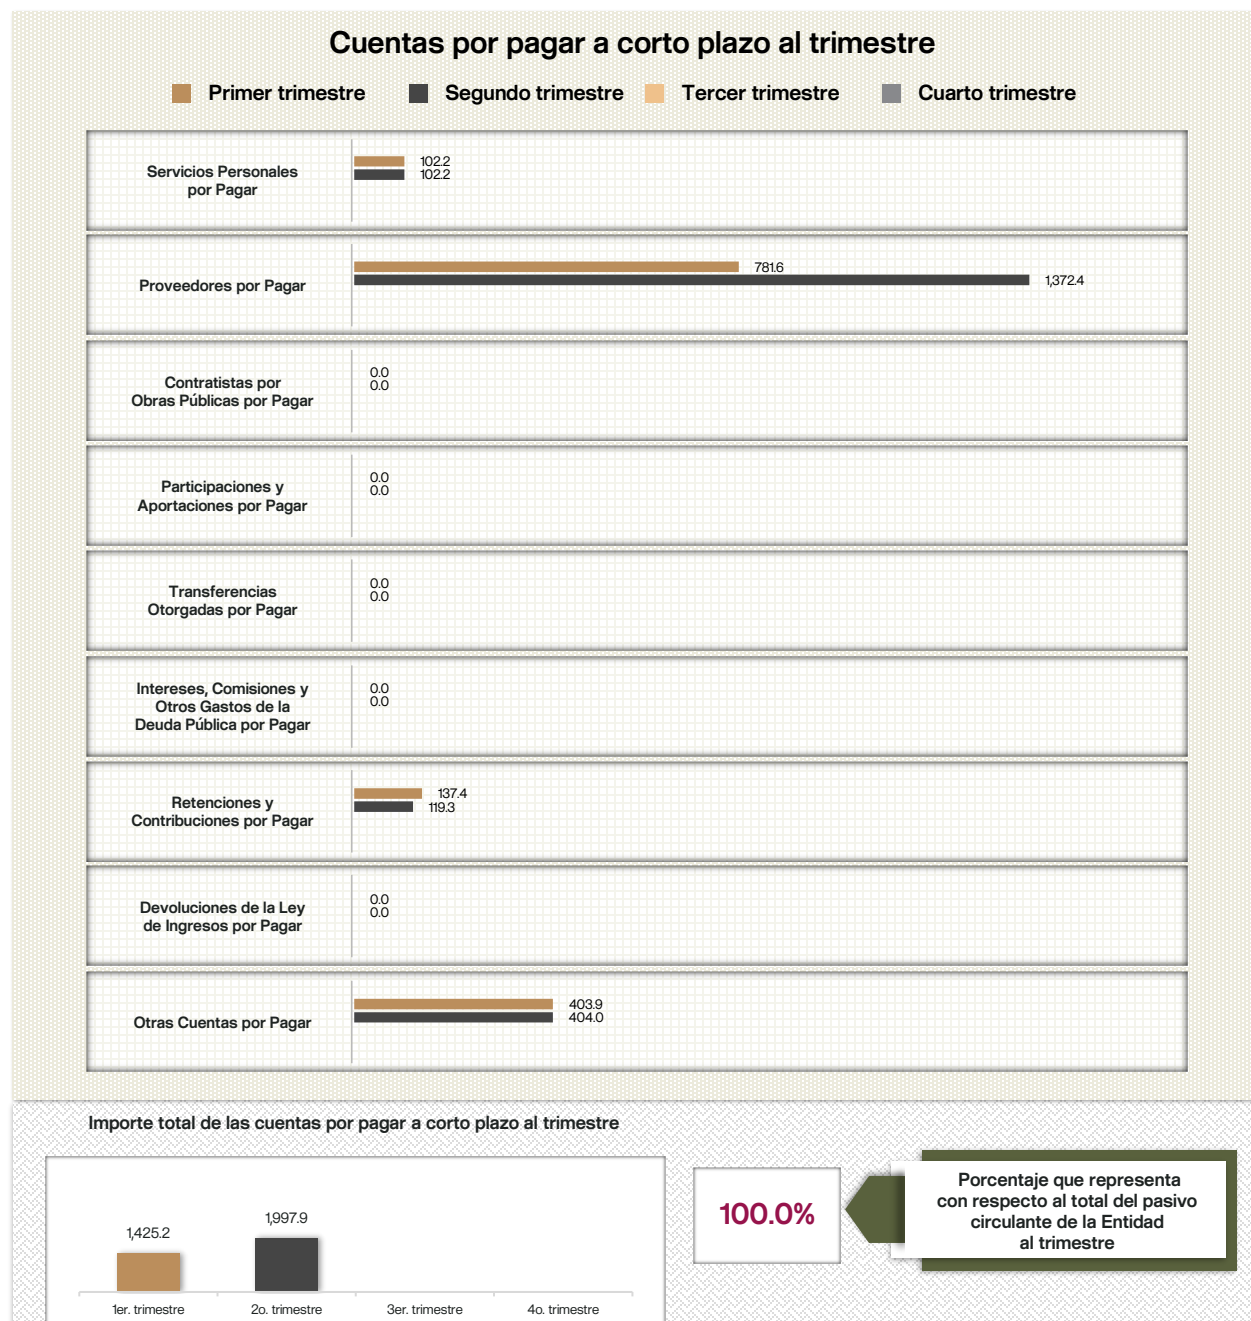 Cuentas por pagar a corto plazo al trimestre
Primer trimestre
Segundo trimestre
Tercer trimestre
Cuarto trimestre
Servicios Personales
por Pagar
102.2
102.2
Proveedores por Pagar
781.6
1,372.4
Contratistas por
Obras Públicas por Pagar
0.0
0.0
Participaciones y
Aportaciones por Pagar
0.0
0.0
Transferencias
Otorgadas por Pagar
0.0
0.0
Intereses, Comisiones y
Otros Gastos de la
Deuda Pública por Pagar
0.0
0.0
Retenciones y
Contribuciones por Pagar
137.4
119.3
Devoluciones de la Ley
de Ingresos por Pagar
0.0
0.0
Otras Cuentas por Pagar
403.9
404.0
Importe total de las cuentas por pagar a corto plazo al trimestre
1,425.2
1,997.9
1er. trimestre
2o. trimestre
3er. trimestre
4o. trimestre
100.0%
Porcentaje que representa
con respecto al total del pasivo
circulante de la Entidad
al trimestre